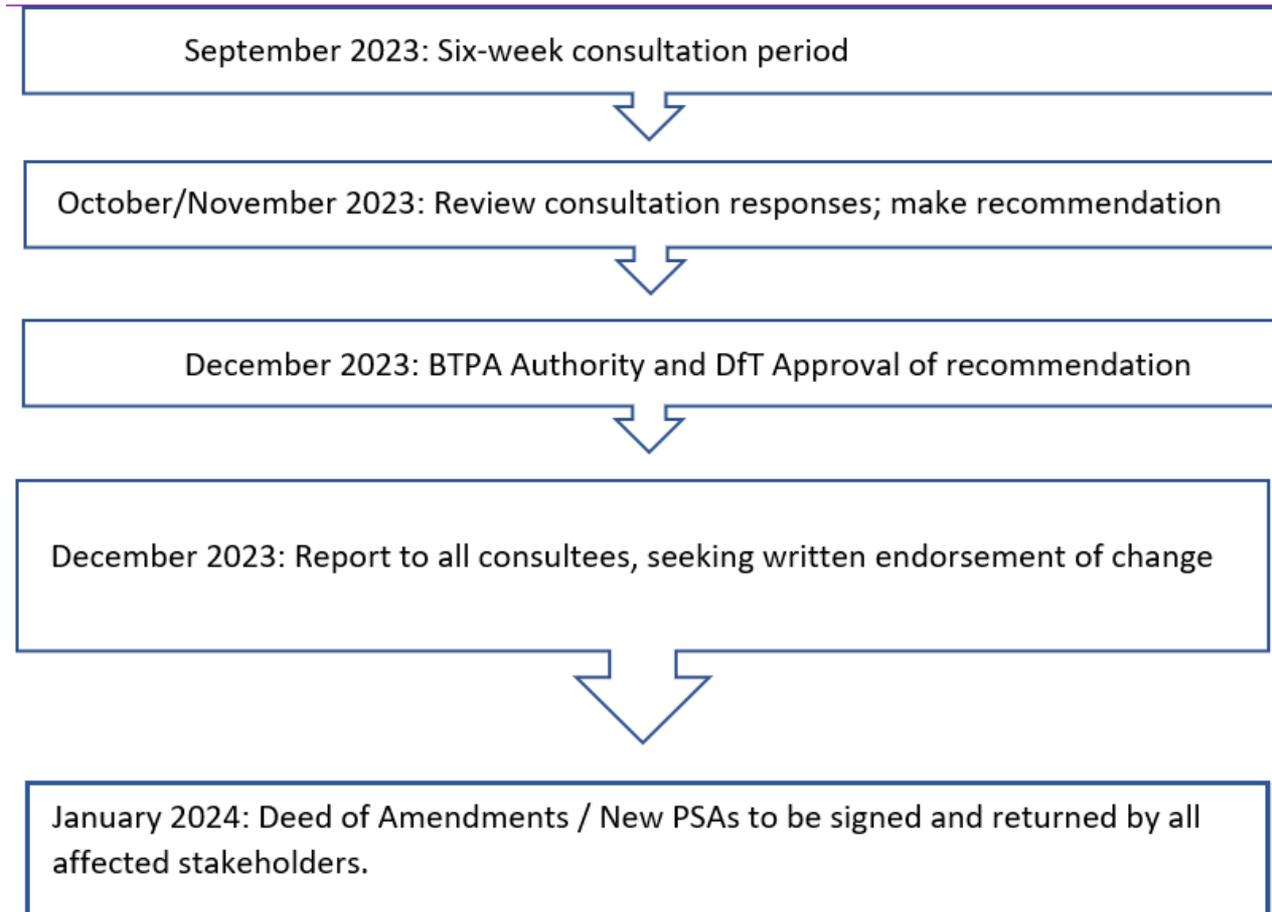 September 2023: Six-week consultation period
October/November 2023: Review consultation responses; make recommendation
December 2023: BTPA Authority and DfT Approval of recommendation
December 2023: Report to all consultees, seeking written endorsement of change
January 2024: Deed of Amendments / New PSAs to be signed and returned by all
affected stakeholders.